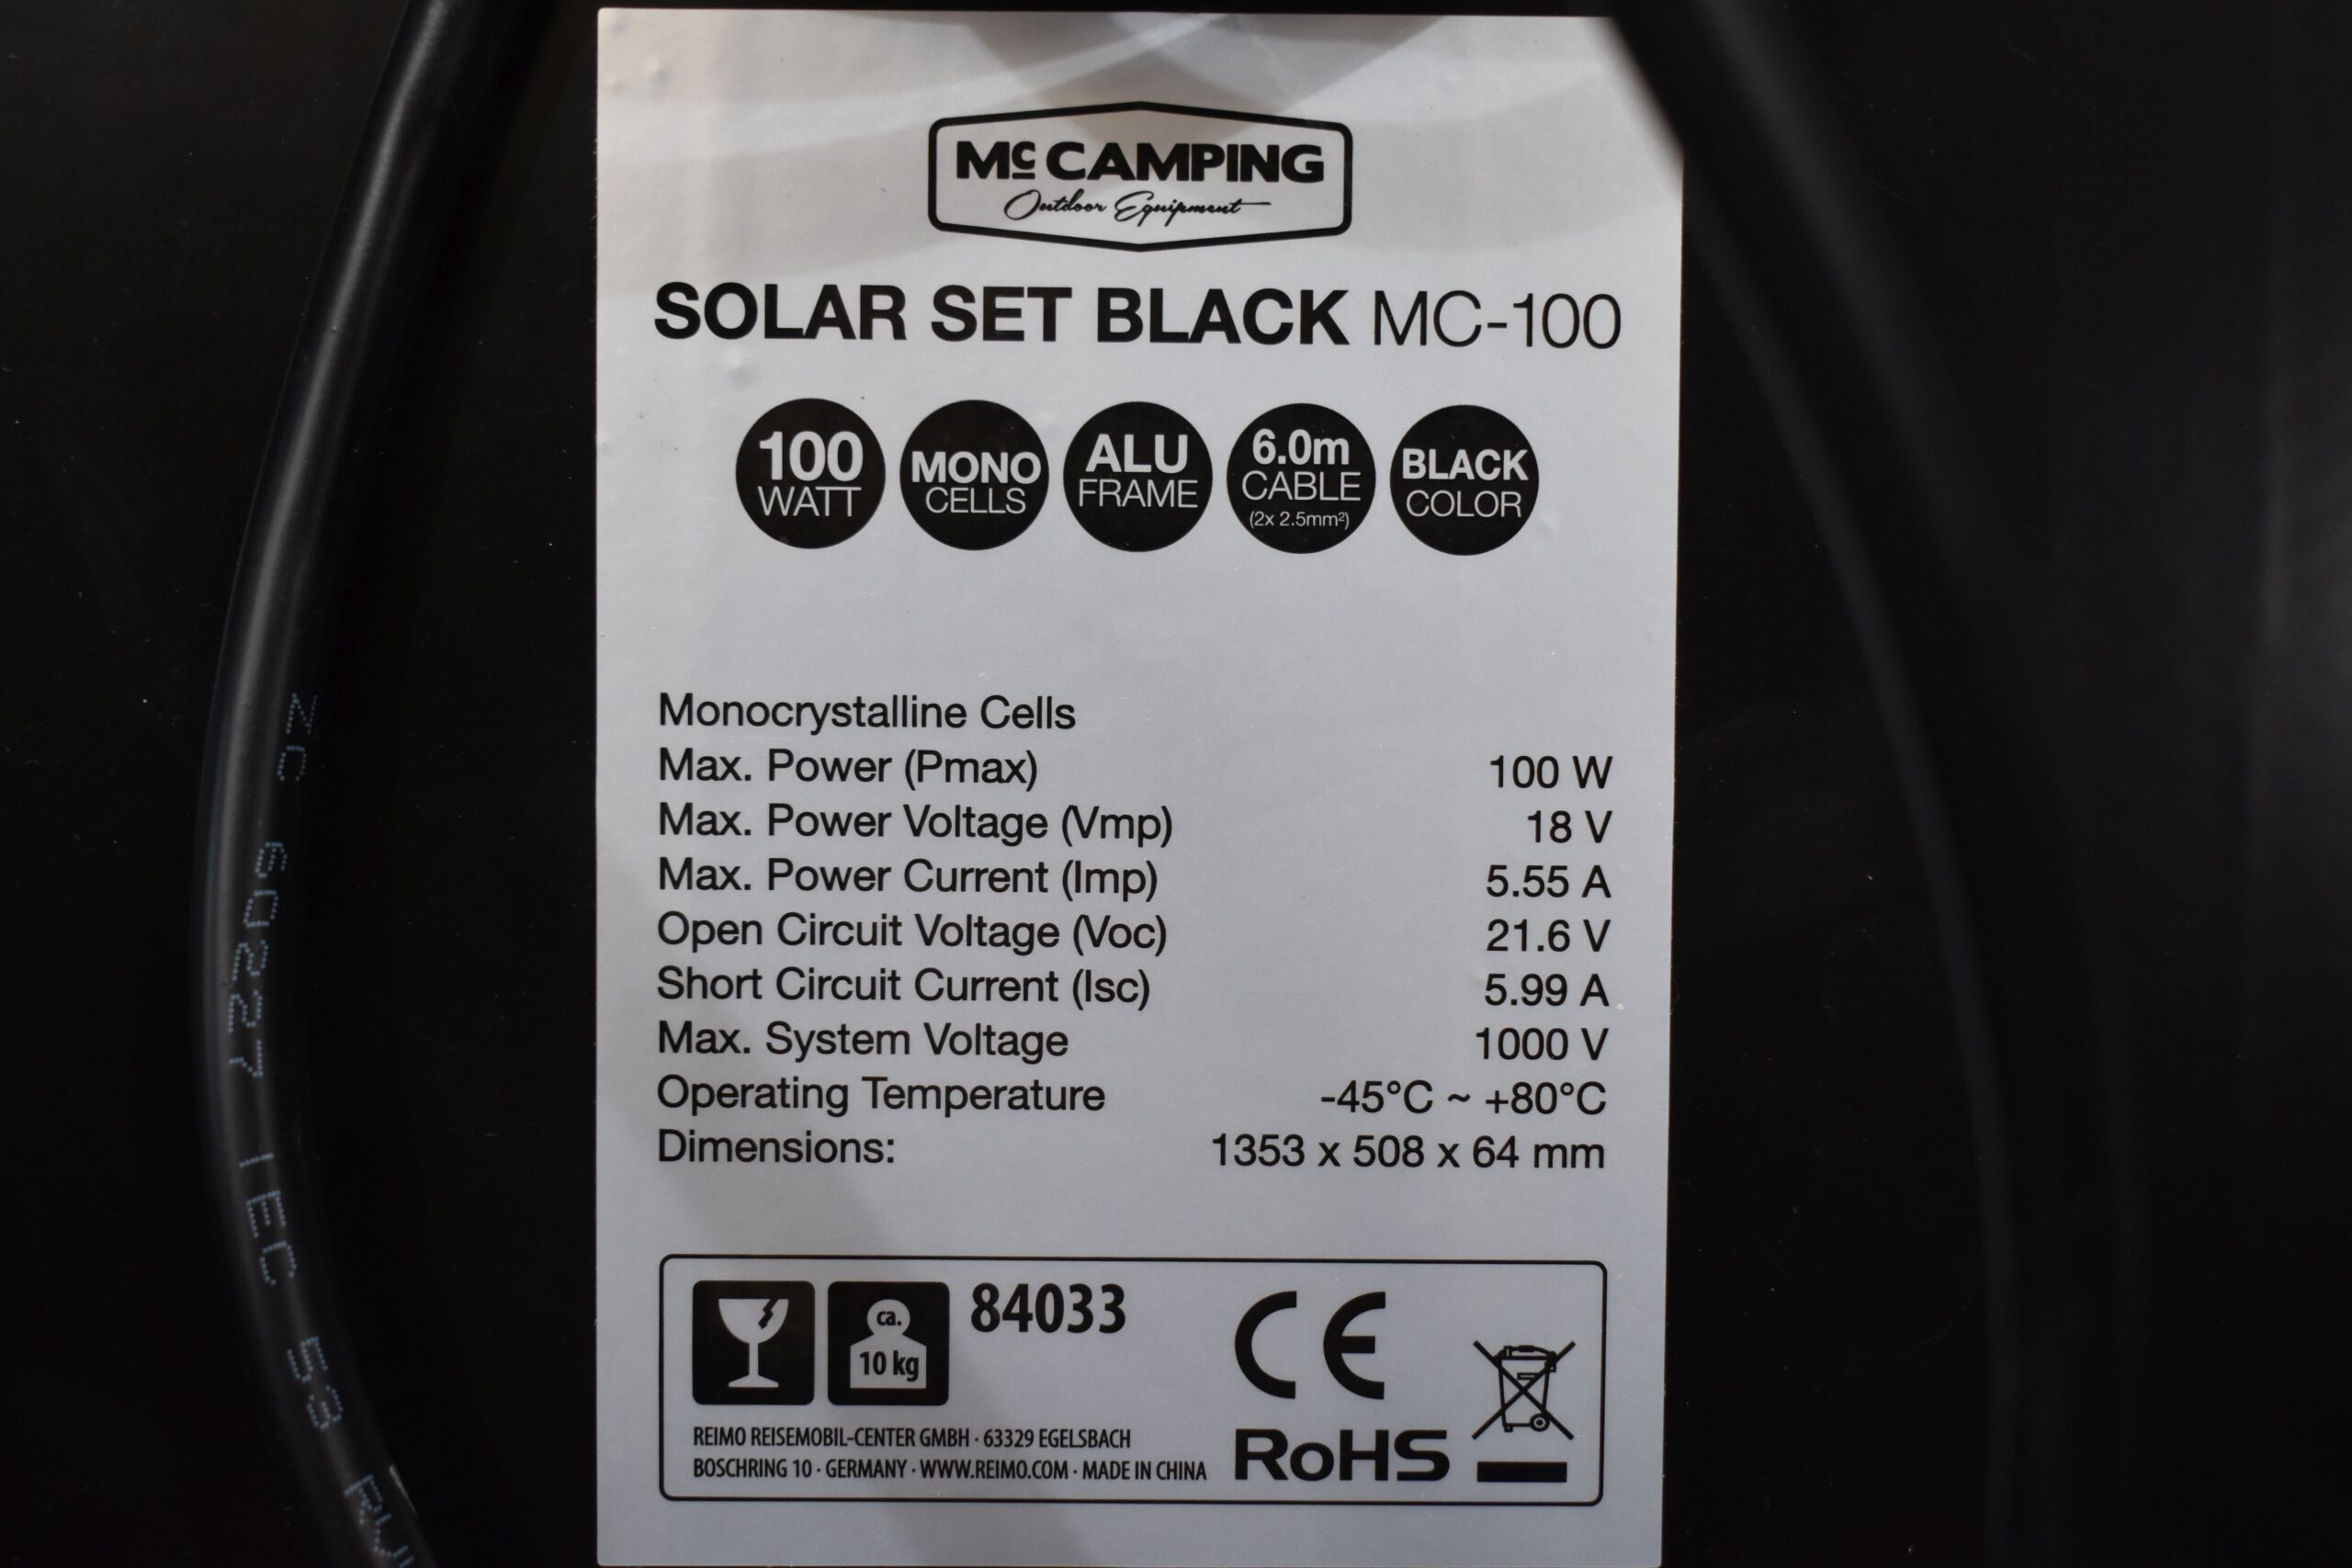 Mc CAMPING
Outdoor Equipment
SOLAR SET BLACK MC-100
100
WATT
MONO
CELLS
ALU
FRAME
6.0m
CABLE
(2x 2.5mm²)
BLACK
COLOR
Monocrystalline Cells
Max. Power (Pmax) 100 W
Max. Power Voltage (Vmp) 18 V
Max. Power Current (Imp) 5.55 A
Open Circuit Voltage (Voc) 21.6 V
Short Circuit Current (Isc) 5.99 A
Max. System Voltage 1000 V
Operating Temperature -45°C ~ +80°C
Dimensions: 1353 x 508 x 64 mm
ca.
10 kg
84033
CE
REIMO REISEMOBIL-CENTER GMBH · 63329 EGELSBACH
BOSCHRING 10 · GERMANY · WWW.REIMO.COM · MADE IN CHINA
RoHS
60227 IEC 53